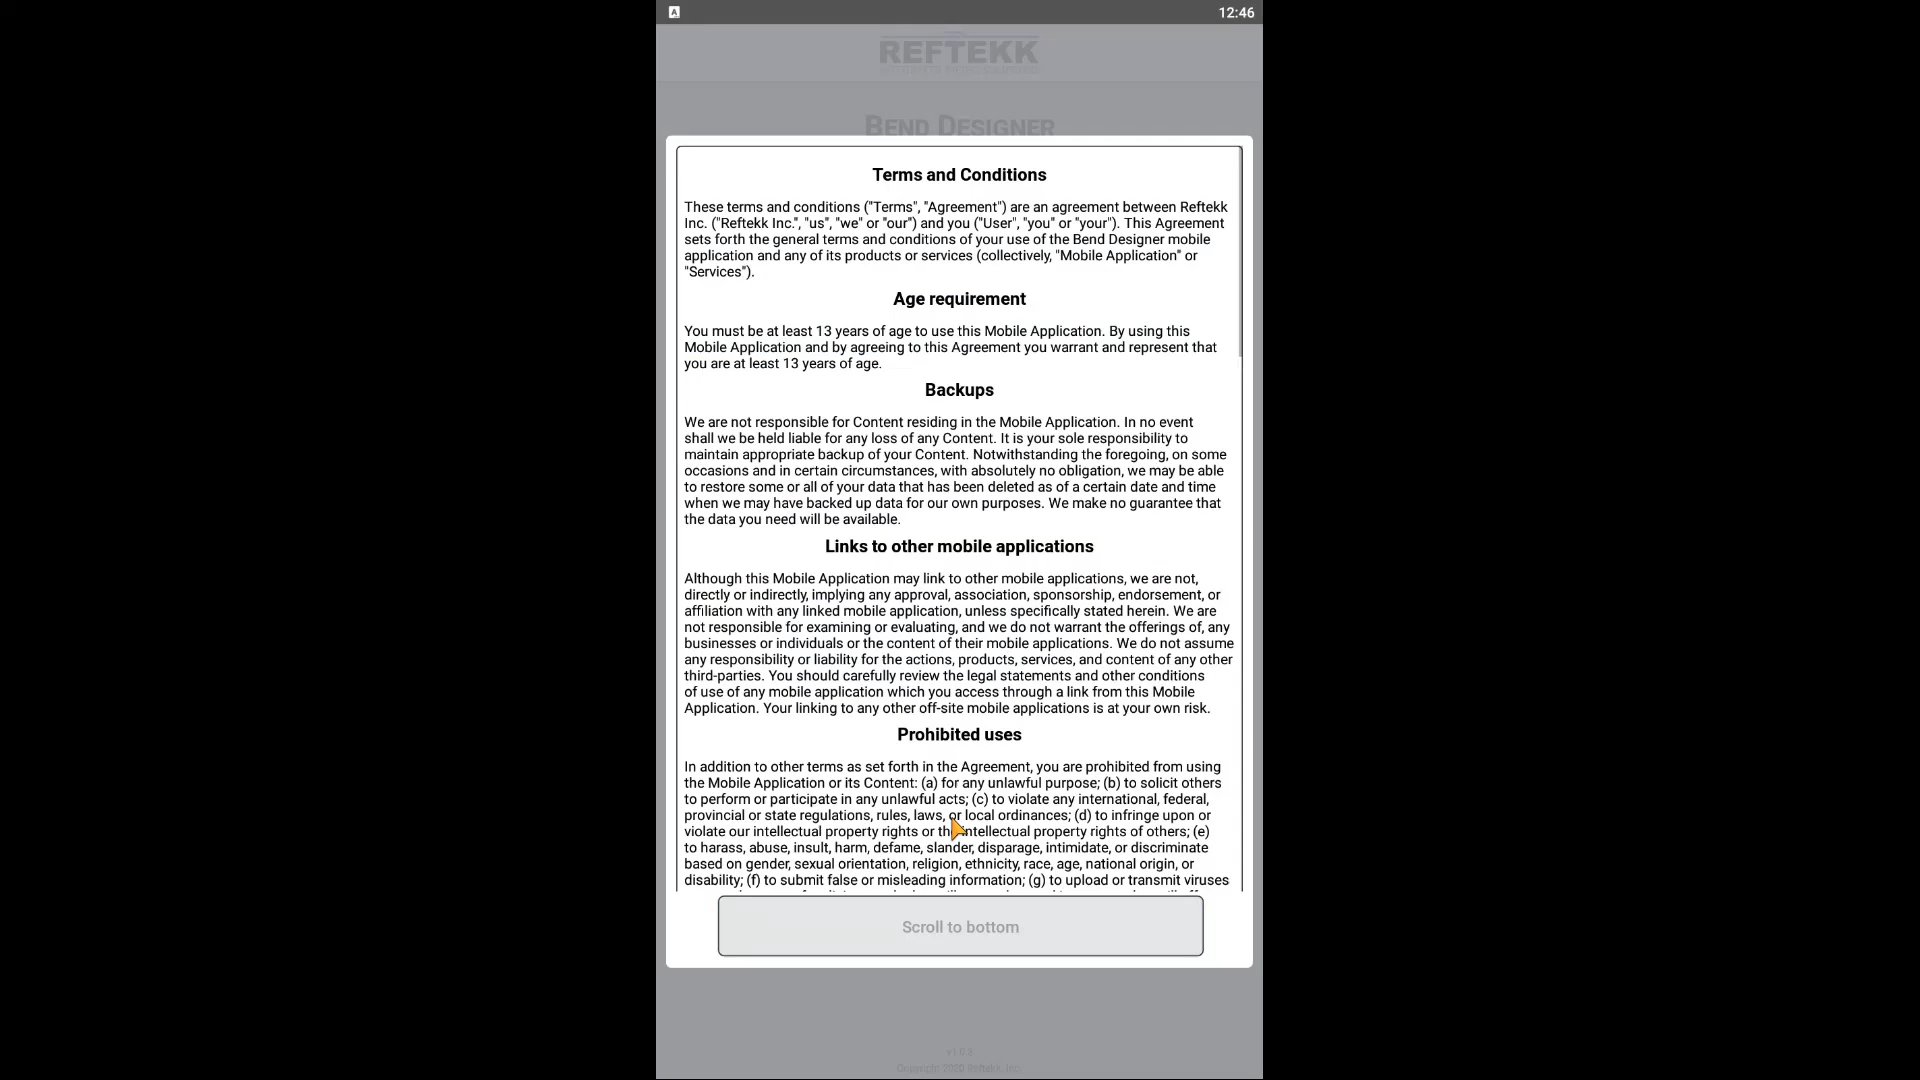 A
12:46
REFTEKK
BEND DESIGNER
Terms and Conditions
These terms and conditions ("Terms", "Agreement") are an agreement between Reftekk
Inc. ("Reftekk Inc.", "us", "we" or "our") and you ("User", "you" or "your"). This Agreement
sets forth the general terms and conditions of your use of the Bend Designer mobile
application and any of its products or services (collectively, "Mobile Application" or
"Services").
Age requirement
You must be at least 13 years of age to use this Mobile Application. By using this
Mobile Application and by agreeing to this Agreement you warrant and represent that
you are at least 13 years of age.
Backups
We are not responsible for Content residing in the Mobile Application. In no event
shall we be held liable for any loss of any Content. It is your sole responsibility to
maintain appropriate backup of your Content. Notwithstanding the foregoing, on some
occasions and in certain circumstances, with absolutely no obligation, we may be able
to restore some or all of your data that has been deleted as of a certain date and time
when we may have backed up data for our own purposes. We make no guarantee that
the data you need will be available.
Links to other mobile applications
Although this Mobile Application may link to other mobile applications, we are not,
directly or indirectly, implying any approval, association, sponsorship, endorsement, or
affiliation with any linked mobile application, unless specifically stated herein. We are
not responsible for examining or evaluating, and we do not warrant the offerings of, any
businesses or individuals or the content of their mobile applications. We do not assume
any responsibility or liability for the actions, products, services, and content of any other
third-parties. You should carefully review the legal statements and other conditions
of use of any mobile application which you access through a link from this Mobile
Application. Your linking to any other off-site mobile applications is at your own risk.
Prohibited uses
In addition to other terms as set forth in the Agreement, you are prohibited from using
the Mobile Application or its Content: (a) for any unlawful purpose; (b) to solicit others
to perform or participate in any unlawful acts; (c) to violate any international, federal,
provincial or state regulations, rules, laws, or local ordinances; (d) to infringe upon or
violate our intellectual property rights or the intellectual property rights of others; (e)
to harass, abuse, insult, harm, defame, slander, disparage, intimidate, or discriminate
based on gender, sexual orientation, religion, ethnicity, race, age, national origin, or
disability; (f) to submit false or misleading information; (g) to upload or transmit viruses
Scroll to bottom
Copyright 2020 Reftekk, Inc.